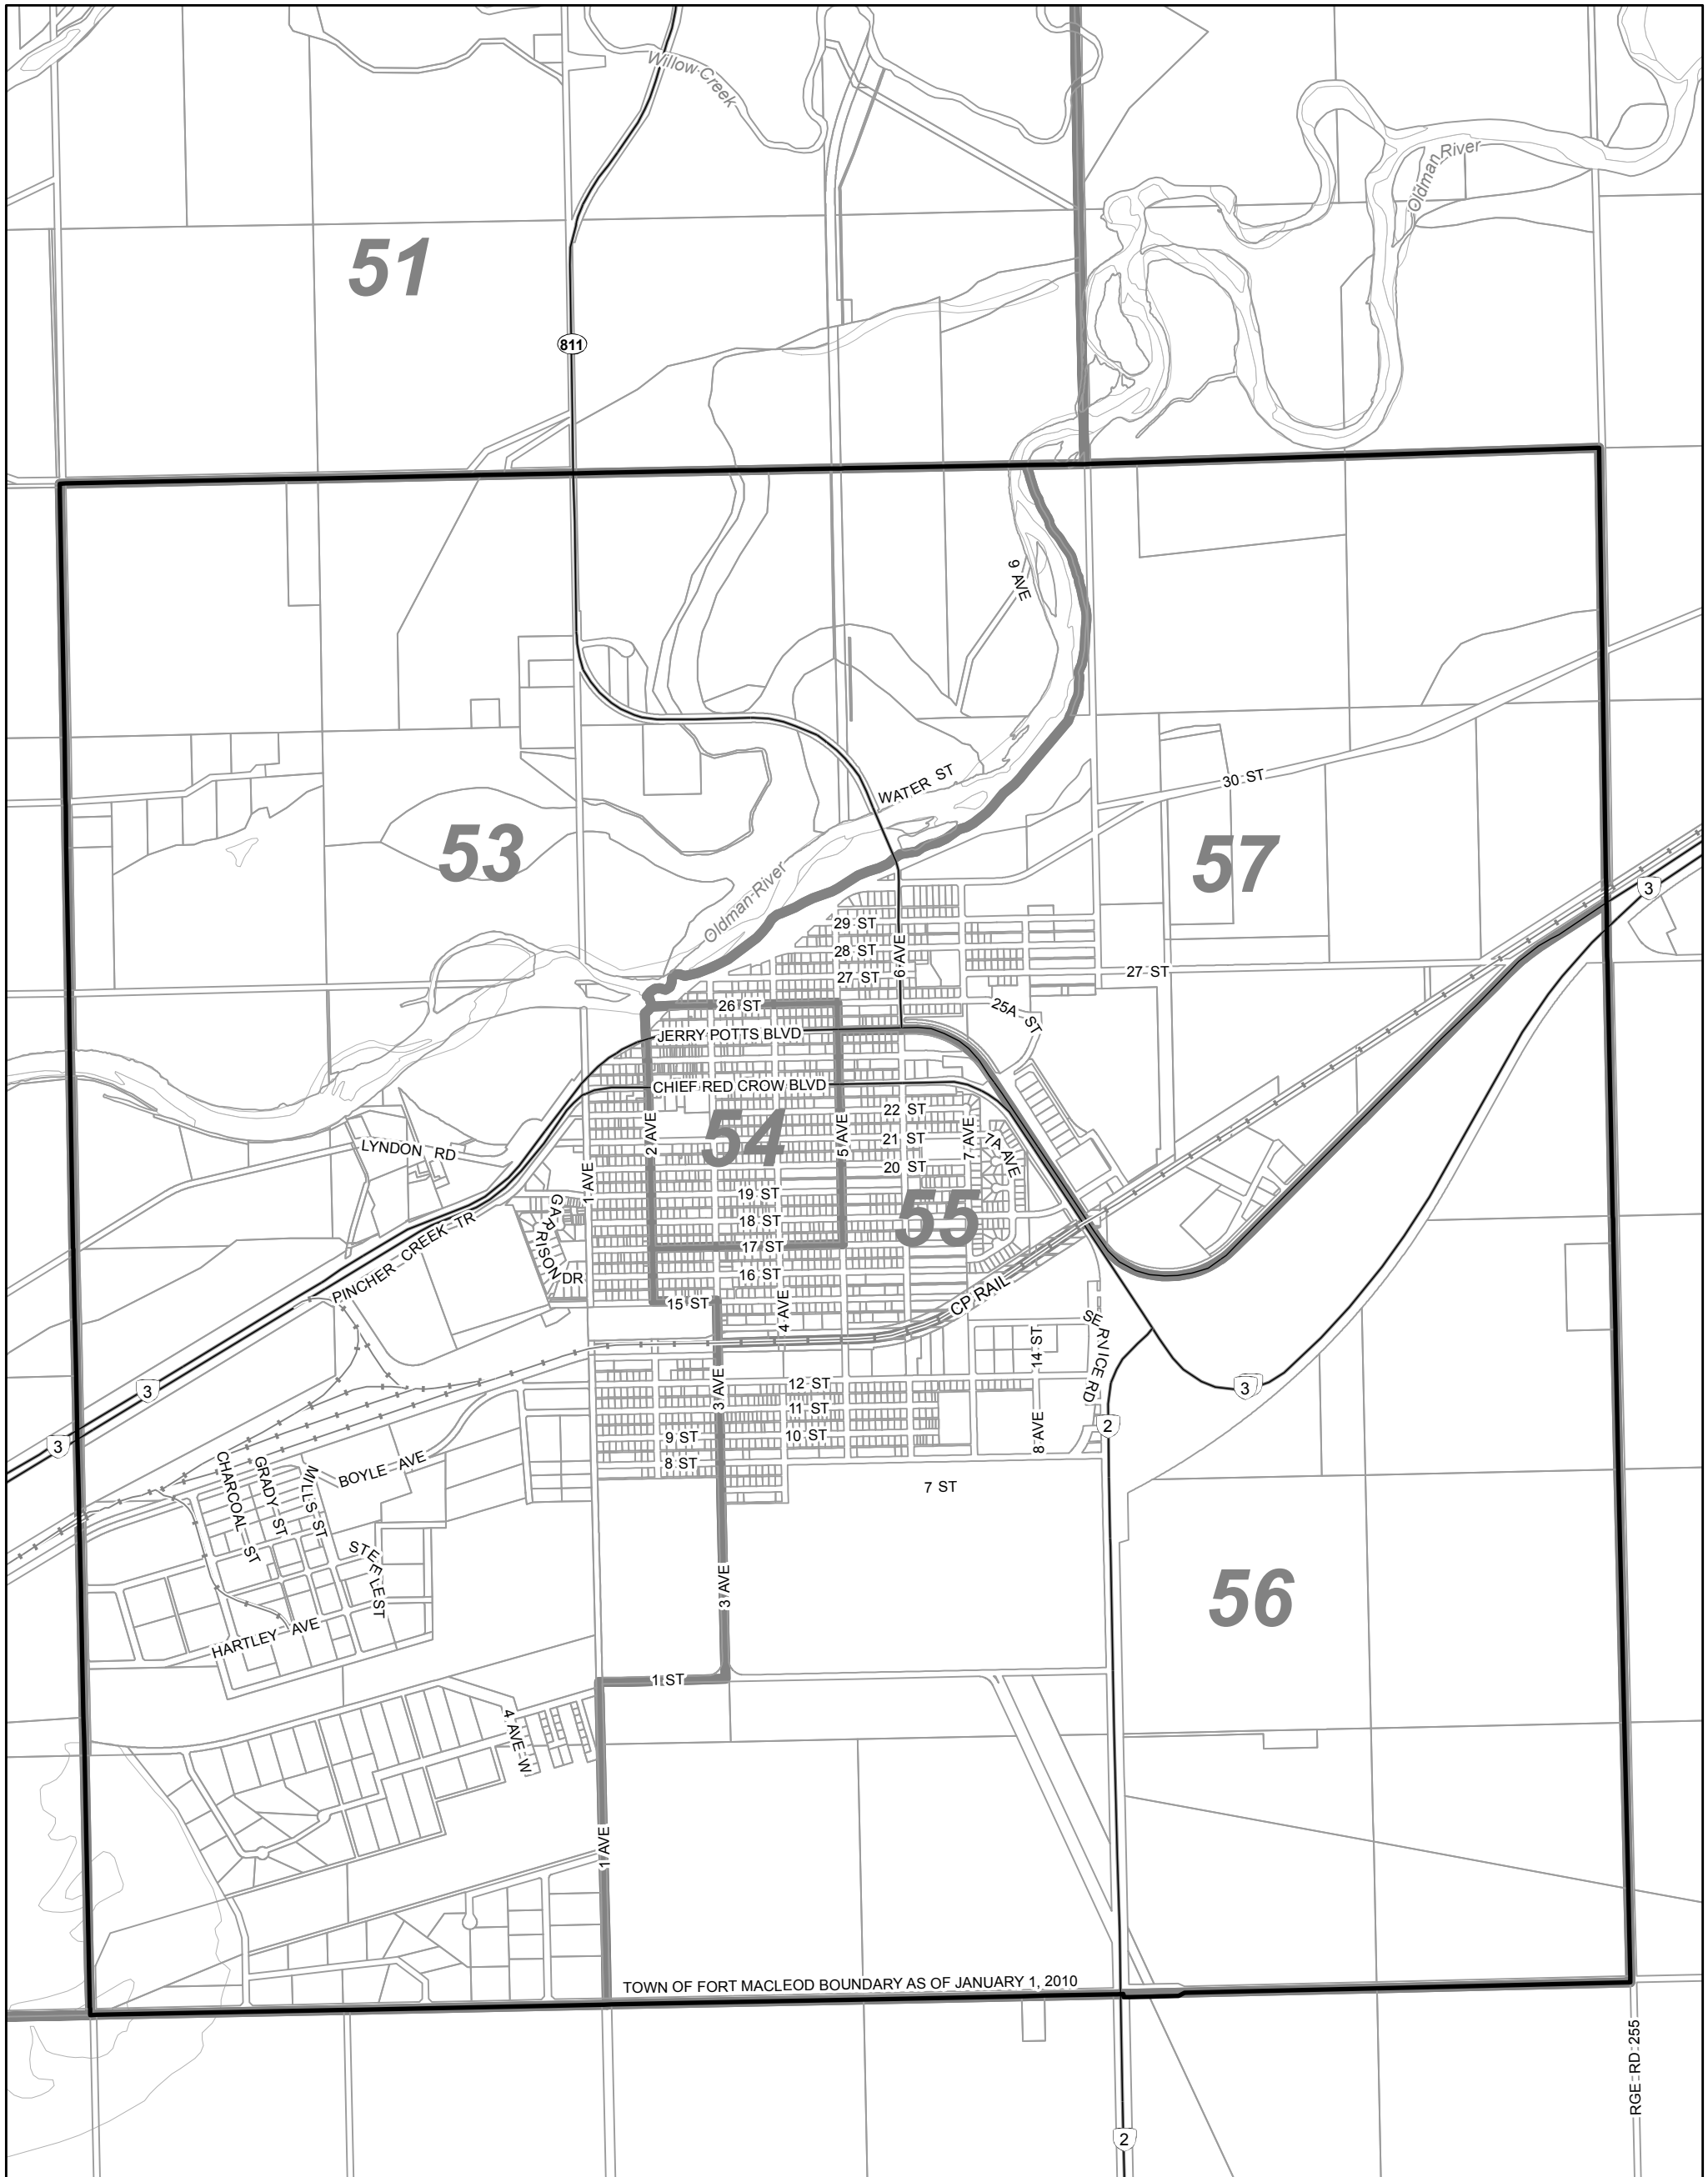 Willow Creek
Oldman River
51
811
9 AVE
WATER ST
30 ST
53
57
3
Oldman River
29 ST
28 ST
6 AVE
27 ST
27 ST
26 ST
25A ST
JERRY POTTS BLVD
CHIEF RED CROW BLVD
22 ST
54
2 AVE
5 AVE
21 ST
7 AVE
7A AVE
LYNDON RD
20 ST
1 AVE
19 ST
55
GARRISON DR
18 ST
17 ST
PINCHER CREEK TR
16 ST
CP RAIL
15 ST
4 AVE
SERVICE RD
14 ST
3
3 AVE
12 ST
3
11 ST
2
8 AVE
10 ST
9 ST
3
8 ST
BOYLE AVE
7 ST
CHARCOAL ST
GRADY ST
MILLS ST
STEELE ST
3 AVE
56
HARTLEY AVE
1 ST
4 AVE W
1 AVE
TOWN OF FORT MACLEOD BOUNDARY AS OF JANUARY 1, 2010
RGE RD 255
2